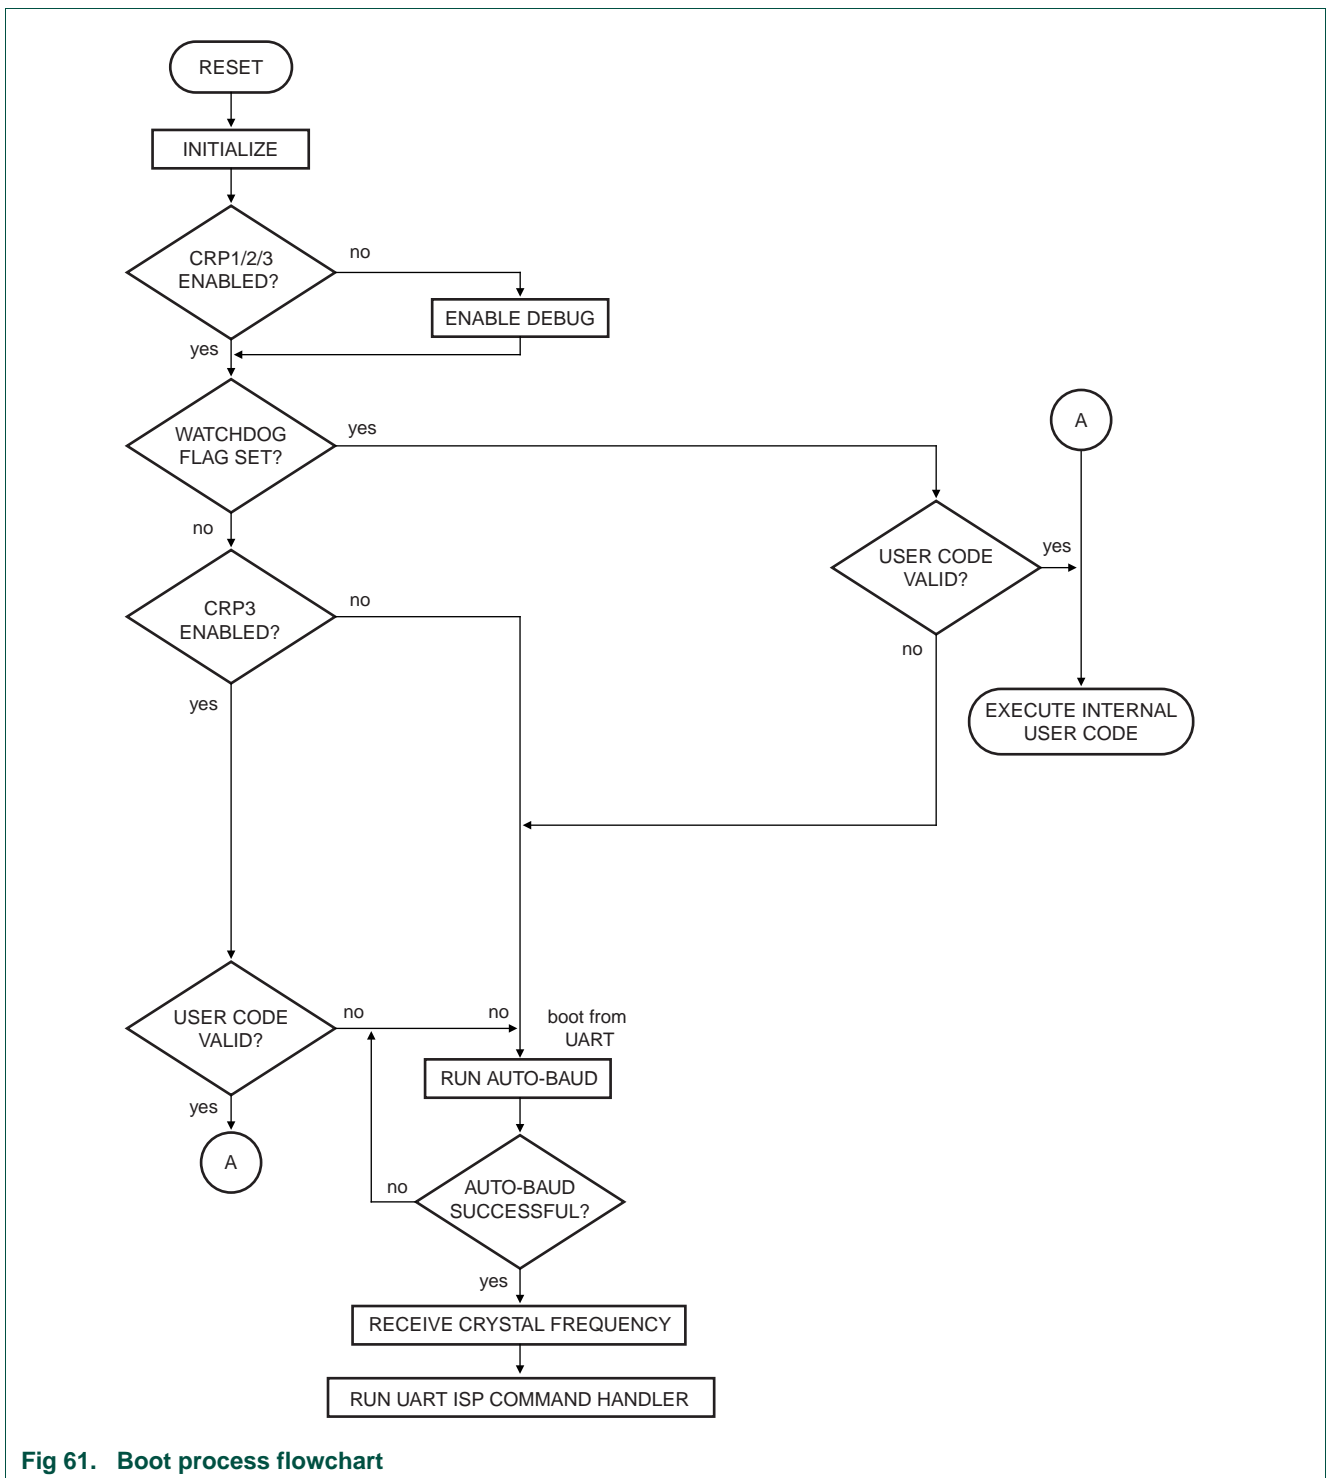 RESET
INITIALIZE
CRP1/2/3
ENABLED?
no
ENABLE DEBUG
yes
WATCHDOG
FLAG SET?
yes
A
no
USER CODE
VALID?
yes
no
CRP3
ENABLED?
no
yes
EXECUTE INTERNAL
USER CODE
USER CODE
VALID?
no
no
boot from
UART
RUN AUTO-BAUD
yes
A
AUTO-BAUD
SUCCESSFUL?
no
yes
RECEIVE CRYSTAL FREQUENCY
RUN UART ISP COMMAND HANDLER
Fig 61. Boot process flowchart